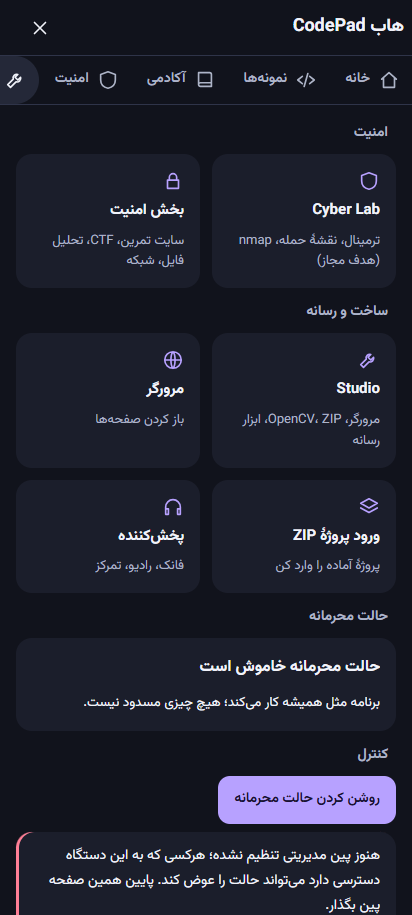 هاب CodePad
خانه
نمونه‌ها
آکادمی
امنیت
امنیت
Cyber Lab
ترمینال، نقشهٔ حمله، nmap
(هدف مجاز)
بخش امنیت
سایت تمرین، CTF، تحلیل
فایل، شبکه
ساخت و رسانه
Studio
مرورگر، OpenCV، ZIP، ابزار
رسانه
مرورگر
باز کردن صفحه‌ها
ورود پروژهٔ ZIP
پروژهٔ آماده را وارد کن
پخش‌کننده
فانک، رادیو، تمرکز
حالت محرمانه
حالت محرمانه خاموش است
برنامه مثل همیشه کار می‌کند؛ هیچ چیزی مسدود نیست.
کنترل
روشن کردن حالت محرمانه
هنوز پین مدیریتی تنظیم نشده؛ هرکسی که به این دستگاه
دسترسی دارد می‌تواند حالت را عوض کند. پایین همین صفحه
پین بگذار.